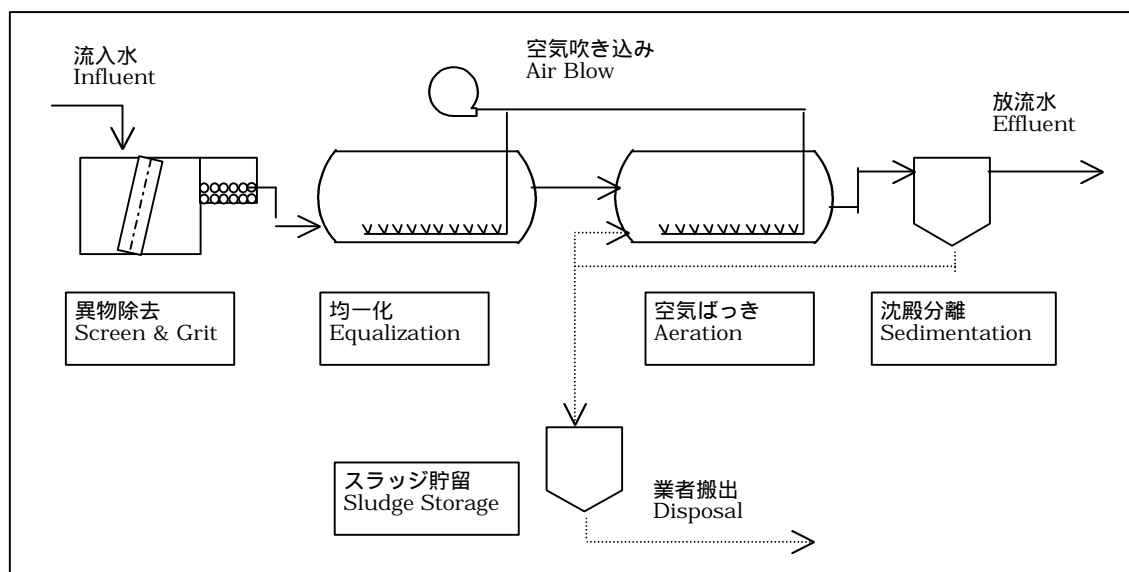 流入水
Influent
空気吹き込み
Air Blow
放流水
Effluent
異物除去
Screen & Grit
均一化
Equalization
空気ばっき
Aeration
沈殿分離
Sedimentation
スラッジ貯留
Sludge Storage
業者搬出
Disposal